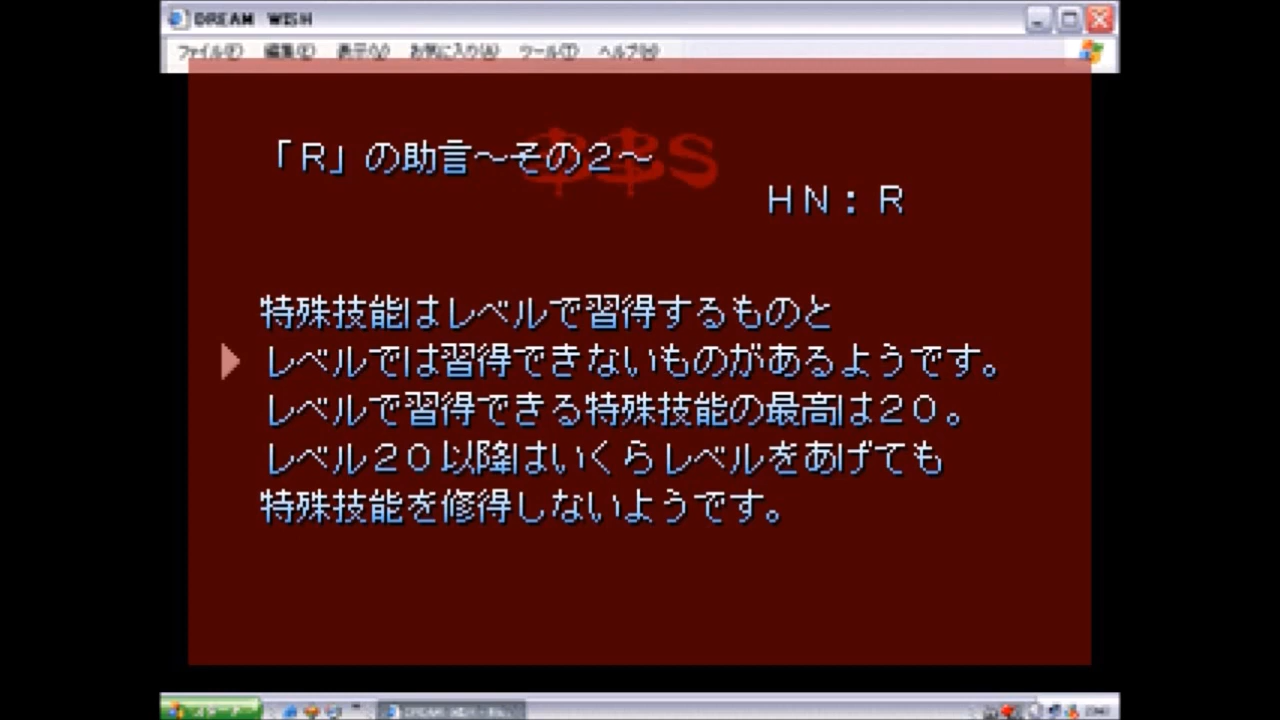 DREAM WISH
ファイル(F) 編集(E) 表示(V) お気に入り(A) ツール(T) ヘルプ(H)
BBS
「R」の助言～その2～
HN：R
特殊技能はレベルで習得するものと
レベルでは習得できないものがあるようです。
レベルで習得できる特殊技能の最高は20。
レベル20以降はいくらレベルをあげても
特殊技能を修得しないようです。
スタート